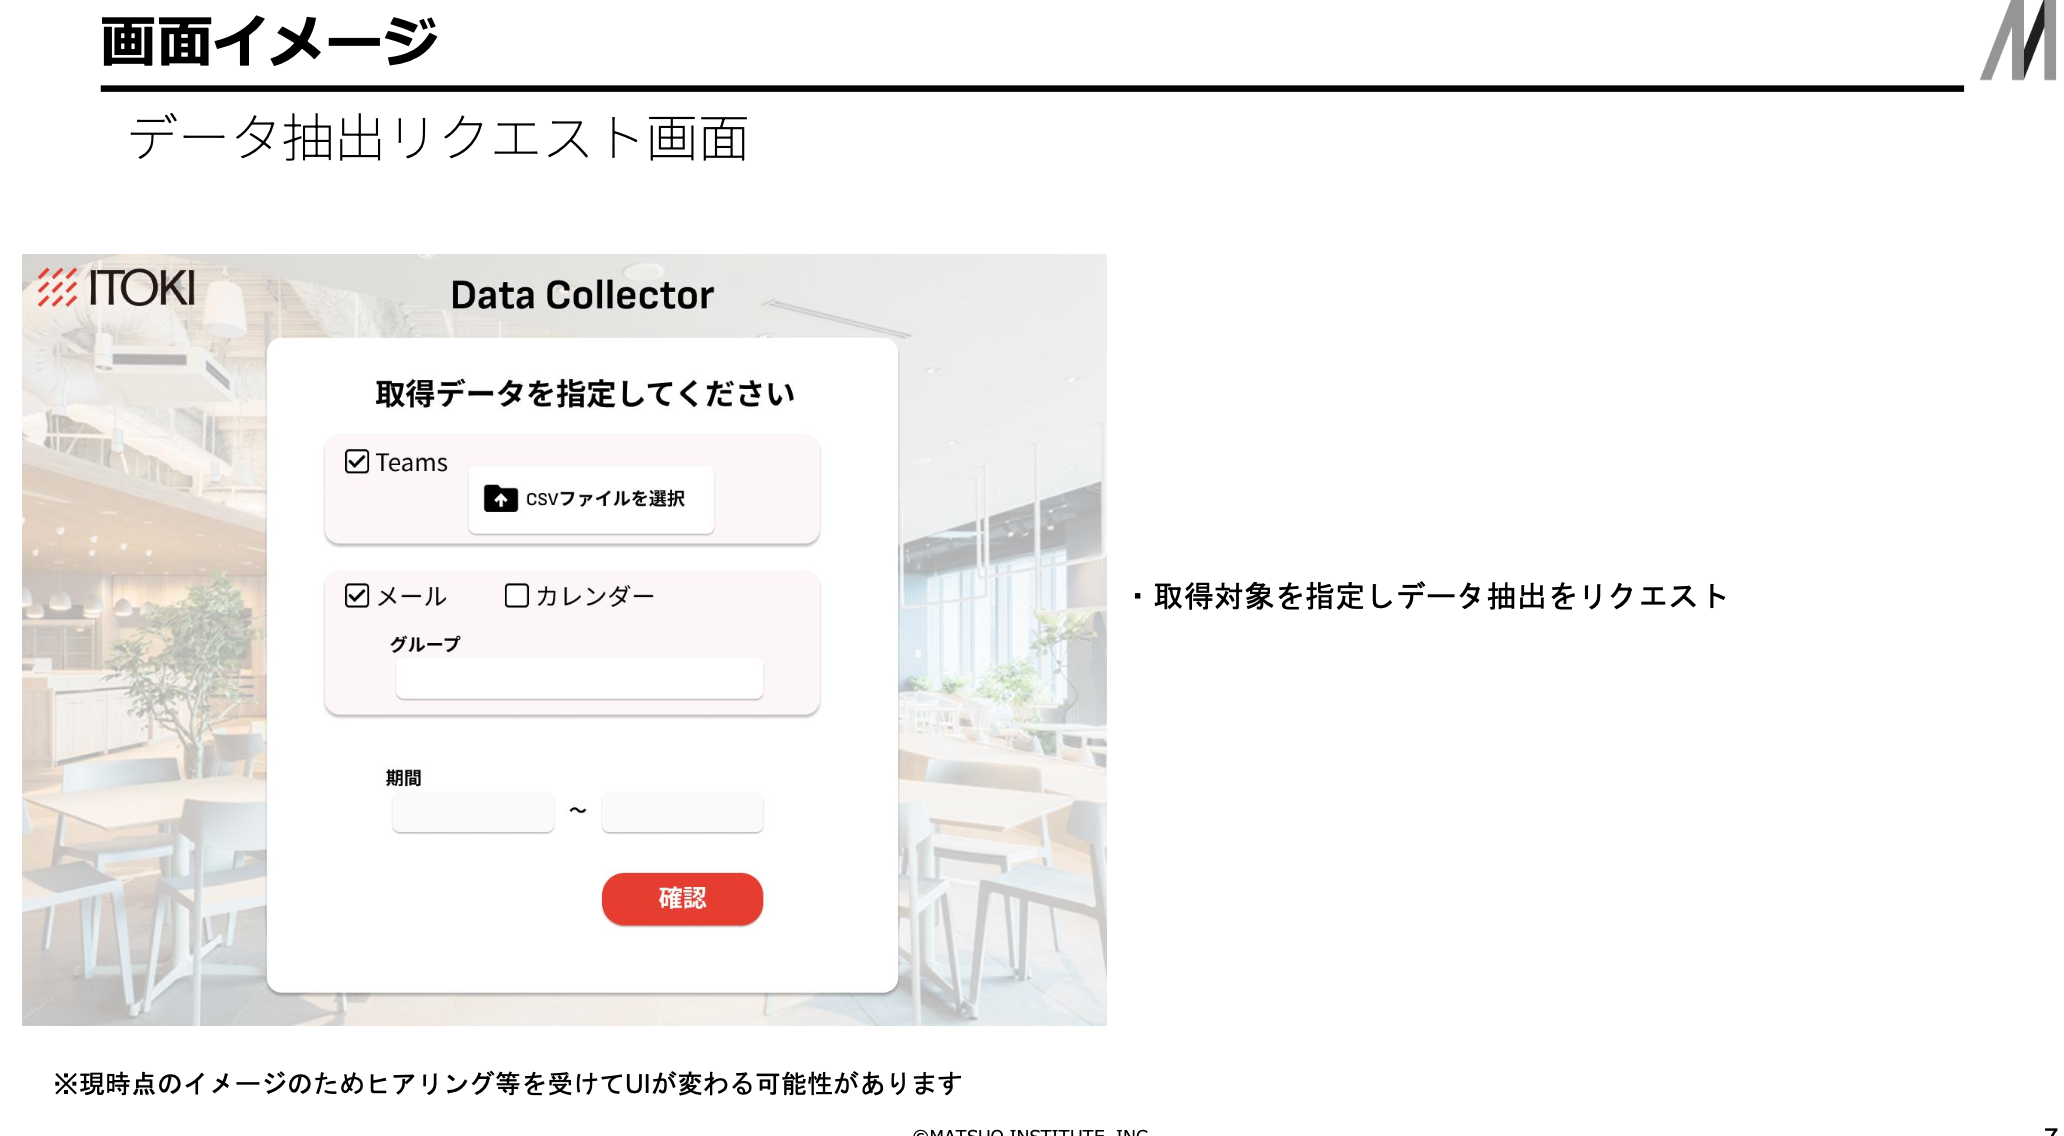 画面イメージ
データ抽出リクエスト画面
ITOKI
Data Collector
取得データを指定してください
Teams
CSVファイルを選択
メール カレンダー
グループ
期間
～
確認
・取得対象を指定しデータ抽出をリクエスト
※現時点のイメージのためヒアリング等を受けてUIが変わる可能性があります
©MATSUO INSTITUTE, INC.
7